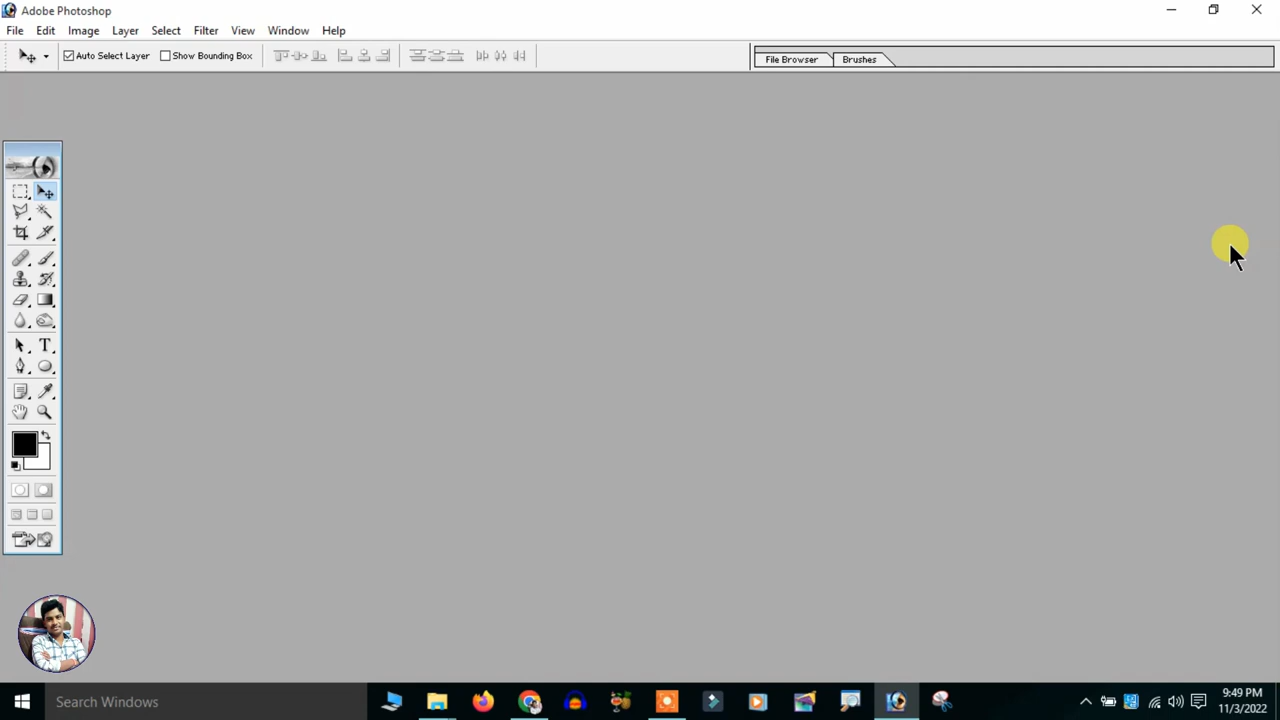 Adobe Photoshop
File Edit Image Layer Select Filter View Window Help
Auto Select Layer Show Bounding Box File Browser Brushes
T
Search Windows
9:49 PM
11/3/2022